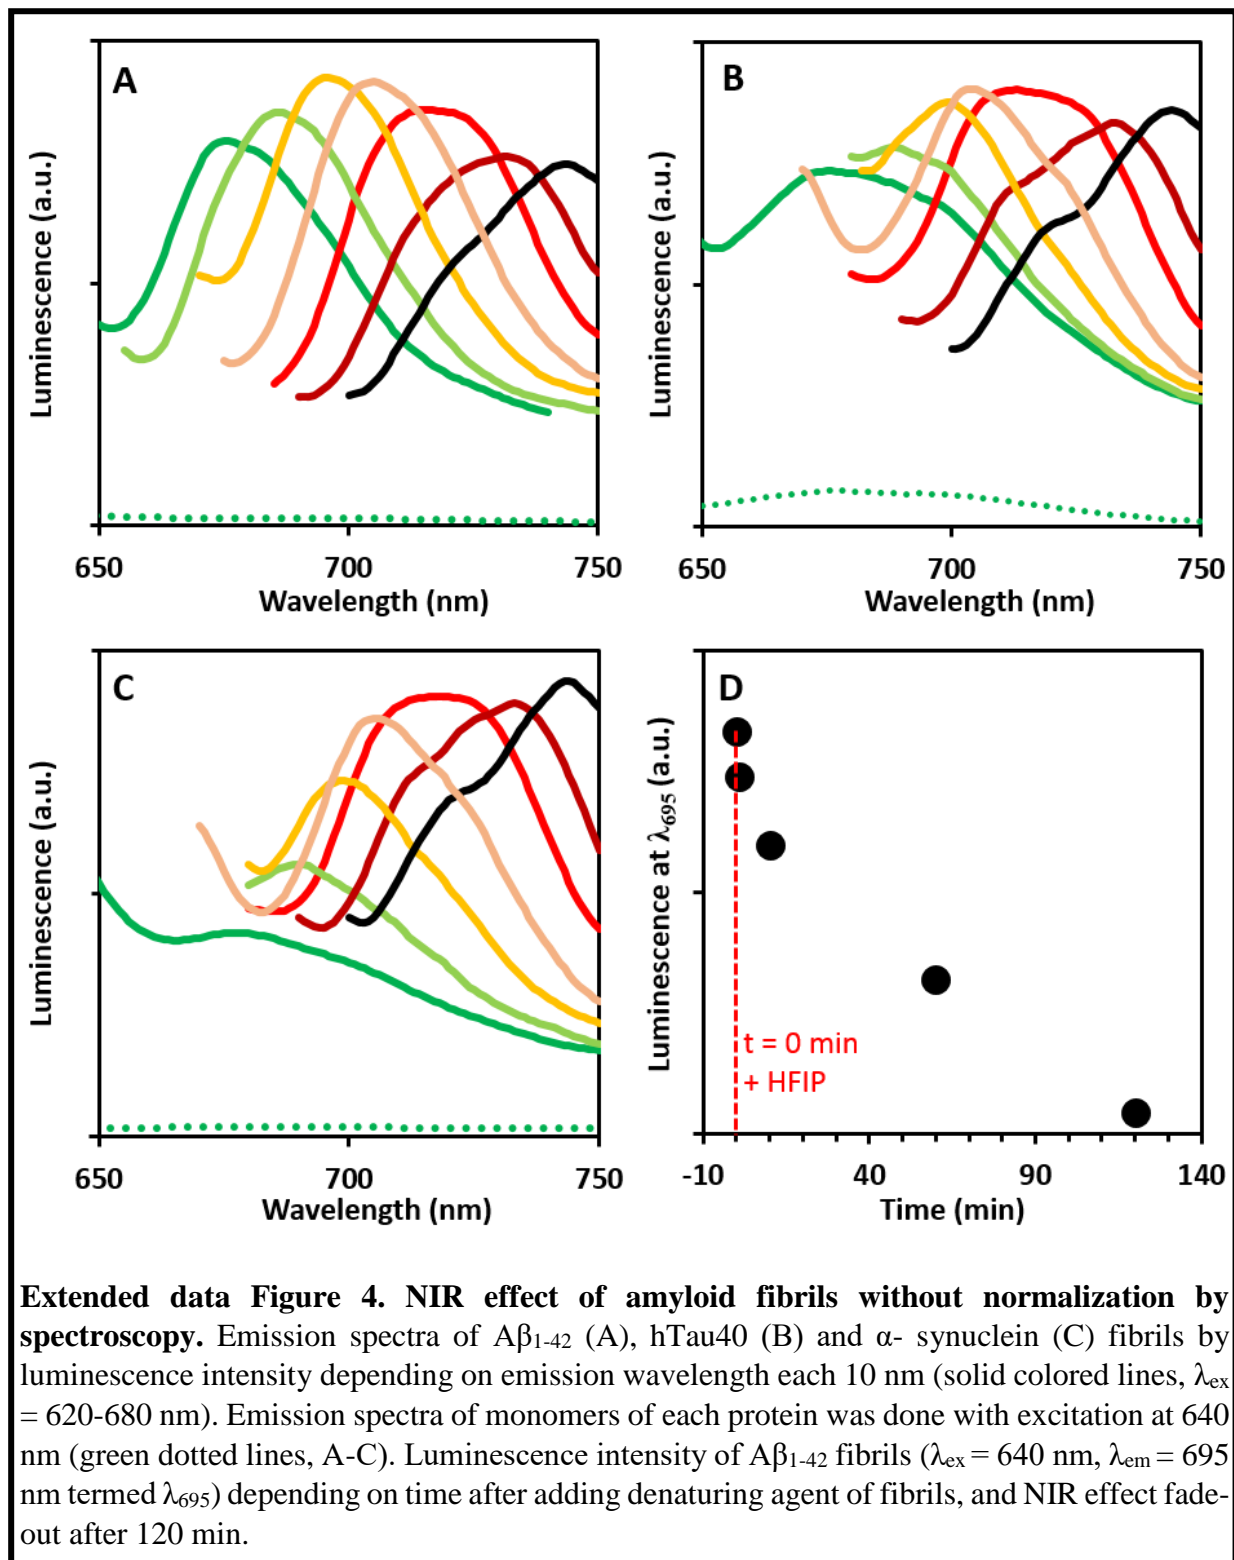 A
Luminescence (a.u.)
650
700
750
Wavelength (nm)
B
Luminescence (a.u.)
650
700
750
Wavelength (nm)
C
Luminescence (a.u.)
650
700
750
Wavelength (nm)
D
Luminescence at λ695 (a.u.)
t = 0 min
+ HFIP
-10
40
90
140
Time (min)
Extended data Figure 4. NIR effect of amyloid fibrils without normalization by
spectroscopy. Emission spectra of Aβ1-42 (A), hTau40 (B) and α- synuclein (C) fibrils by
luminescence intensity depending on emission wavelength each 10 nm (solid colored lines, λex
= 620-680 nm). Emission spectra of monomers of each protein was done with excitation at 640
nm (green dotted lines, A-C). Luminescence intensity of Aβ1-42 fibrils (λex = 640 nm, λem = 695
nm termed λ695) depending on time after adding denaturing agent of fibrils, and NIR effect fade-
out after 120 min.